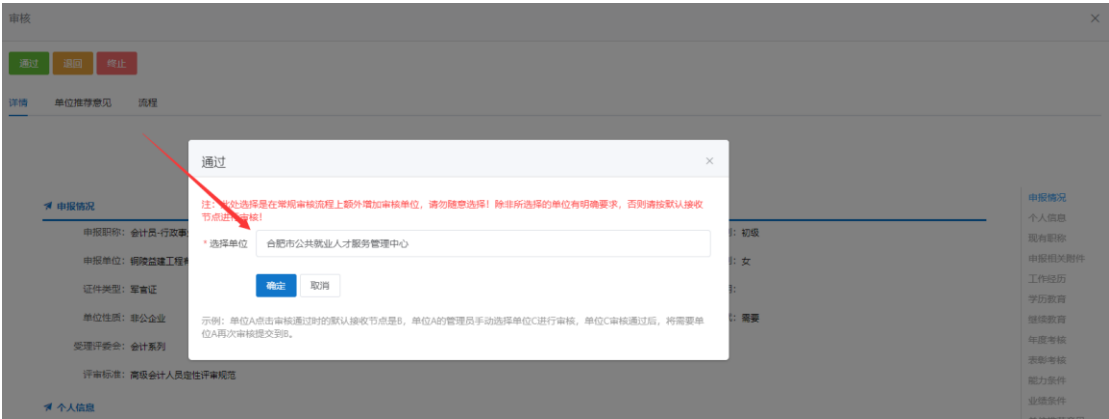 审核
通过 退回 终止
详情 单位推荐意见 流程
通过
注：此处选择是在常规审核流程上额外增加审核单位，请勿随意选择！除非所选择的单位有明确要求，否则请按默认接收
节点进行审核！
* 选择单位 合肥市公共就业人才服务管理中心
确定 取消
示例：单位A点击审核通过时的默认接收节点是B，单位A的管理员手动选择单位C进行审核，单位C审核通过后，将需要单
位A再次审核提交到B。
申报情况
申报职称：会计员-行政事
初级
申报单位：铜陵益建工程
女
证件类型：军官证
单位性质：非公企业
需要
受理评委会：会计系列
评审标准：高级会计人员定性评审规范
个人信息
申报情况
个人信息
现有职称
申报相关附件
工作经历
学历教育
继续教育
年度考核
表彰考核
能力条件
业绩条件